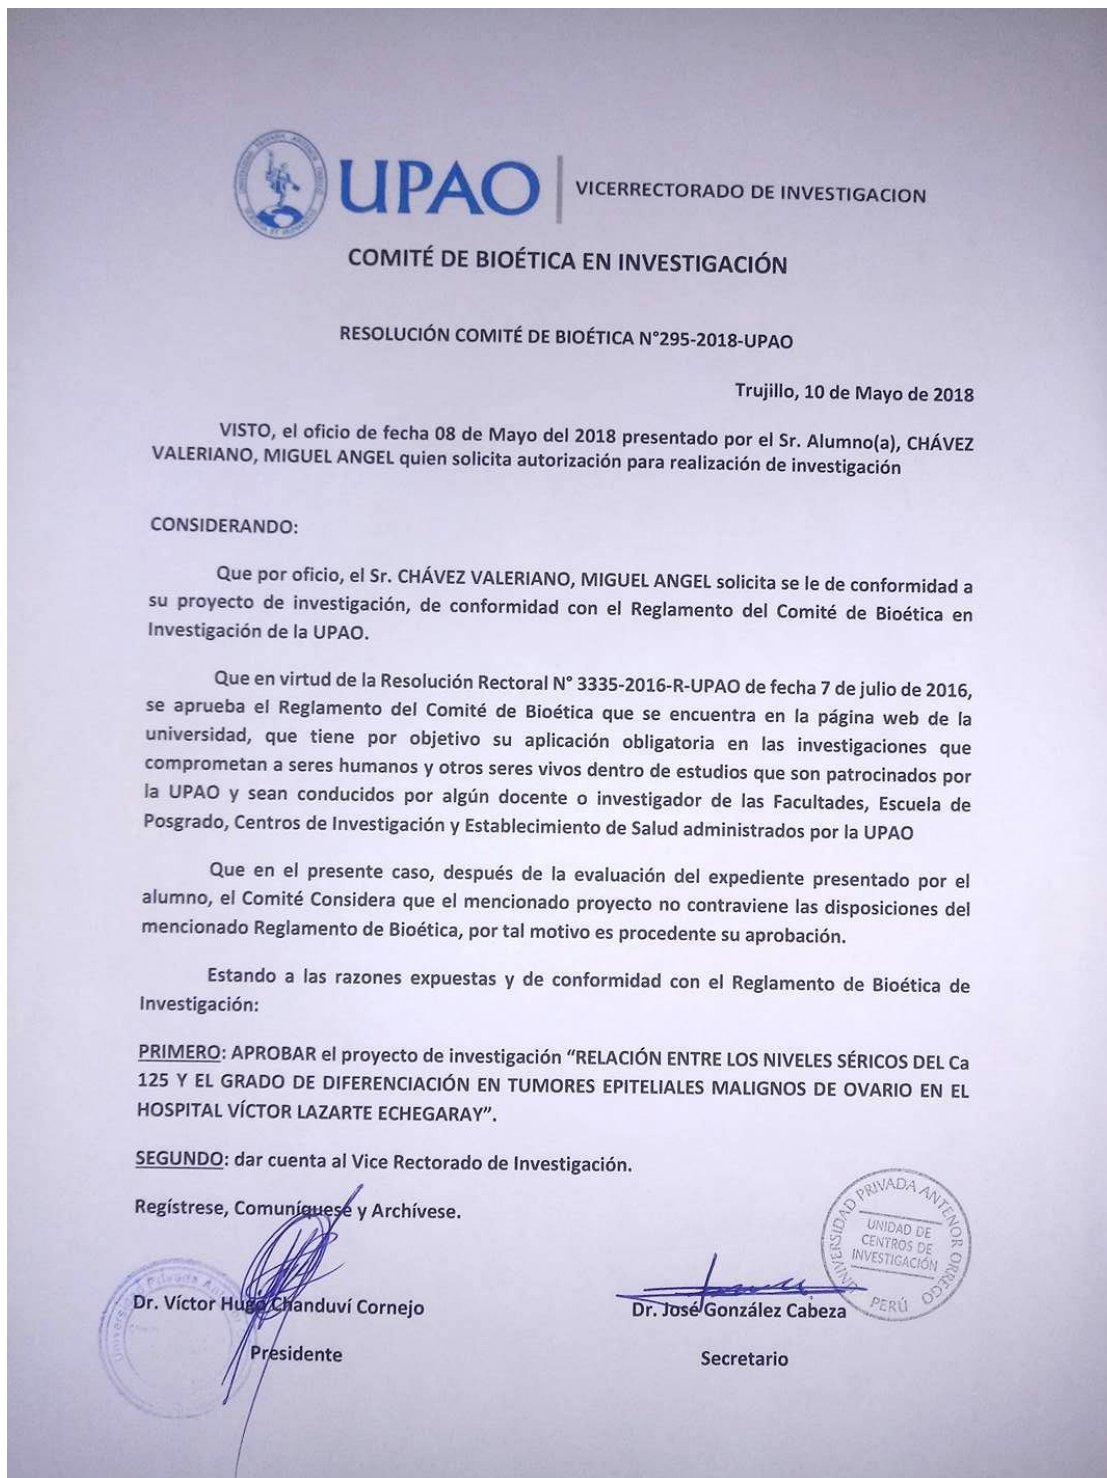 UPAO
VICERRECTORADO DE INVESTIGACION
COMITÉ DE BIOÉTICA EN INVESTIGACIÓN
RESOLUCIÓN COMITÉ DE BIOÉTICA N°295-2018-UPAO
Trujillo, 10 de Mayo de 2018
VISTO, el oficio de fecha 08 de Mayo del 2018 presentado por el Sr. Alumno(a), CHÁVEZ
VALERIANO, MIGUEL ANGEL quien solicita autorización para realización de investigación
CONSIDERANDO:
Que por oficio, el Sr. CHÁVEZ VALERIANO, MIGUEL ANGEL solicita se le de conformidad a
su proyecto de investigación, de conformidad con el Reglamento del Comité de Bioética en
Investigación de la UPAO.
Que en virtud de la Resolución Rectoral N° 3335-2016-R-UPAO de fecha 7 de julio de 2016,
se aprueba el Reglamento del Comité de Bioética que se encuentra en la página web de la
universidad, que tiene por objetivo su aplicación obligatoria en las investigaciones que
comprometan a seres humanos y otros seres vivos dentro de estudios que son patrocinados por
la UPAO y sean conducidos por algún docente o investigador de las Facultades, Escuela de
Posgrado, Centros de Investigación y Establecimiento de Salud administrados por la UPAO
Que en el presente caso, después de la evaluación del expediente presentado por el
alumno, el Comité Considera que el mencionado proyecto no contraviene las disposiciones del
mencionado Reglamento de Bioética, por tal motivo es procedente su aprobación.
Estando a las razones expuestas y de conformidad con el Reglamento de Bioética de
Investigación:
PRIMERO: APROBAR el proyecto de investigación “RELACIÓN ENTRE LOS NIVELES SÉRICOS DEL Ca
125 Y EL GRADO DE DIFERENCIACIÓN EN TUMORES EPITELIALES MALIGNOS DE OVARIO EN EL
HOSPITAL VÍCTOR LAZARTE ECHEGARAY”.
SEGUNDO: dar cuenta al Vice Rectorado de Investigación.
Regístrese, Comuníquese y Archívese.
UNIVERSIDAD PRIVADA ANTENOR ORREGO
UNIDAD DE
CENTROS DE
INVESTIGACIÓN
PERÚ
Dr. Víctor Hugo Chanduví Cornejo
Presidente
Dr. José González Cabeza
Secretario